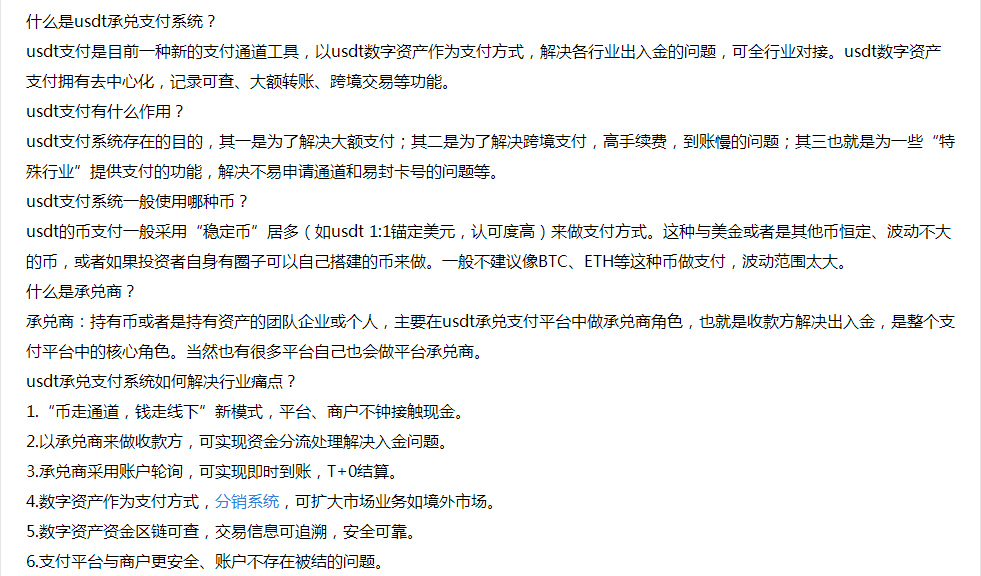 什么是usdt承兑支付系统？
usdt支付是目前一种新的支付通道工具，以usdt数字资产作为支付方式，解决各行业出入金的问题，可全行业对接。usdt数字资产
支付拥有去中心化，记录可查、大额转账、跨境交易等功能。
usdt支付有什么作用？
usdt支付系统存在的目的，其一是为了解决大额支付；其二是为了解决跨境支付，高手续费，到账慢的问题；其三也就是为一些“特
殊行业”提供支付的功能，解决不易申请通道和易封卡号的问题等。
usdt支付系统一般使用哪种币？
usdt的币支付一般采用“稳定币”居多（如usdt 1:1锚定美元，认可度高）来做支付方式。这种与美金或者是其他币恒定、波动不大
的币，或者如果投资者自身有圈子可以自己搭建的币来做。一般不建议像BTC、ETH等这种币做支付，波动范围太大。
什么是承兑商？
承兑商：持有币或者是持有资产的团队企业或个人，主要在usdt承兑支付平台中做承兑商角色，也就是收款方解决出入金，是整个支
付平台中的核心角色。当然也有很多平台自己也会做平台承兑商。
usdt承兑支付系统如何解决行业痛点？
1.“币走通道，钱走线下”新模式，平台、商户不钟接触现金。
2.以承兑商来做收款方，可实现资金分流处理解决入金问题。
3.承兑商采用账户轮询，可实现即时到账，T+0结算。
4.数字资产作为支付方式，分销系统，可扩大市场业务如境外市场。
5.数字资产资金区链可查，交易信息可追溯，安全可靠。
6.支付平台与商户更安全、账户不存在被结的问题。